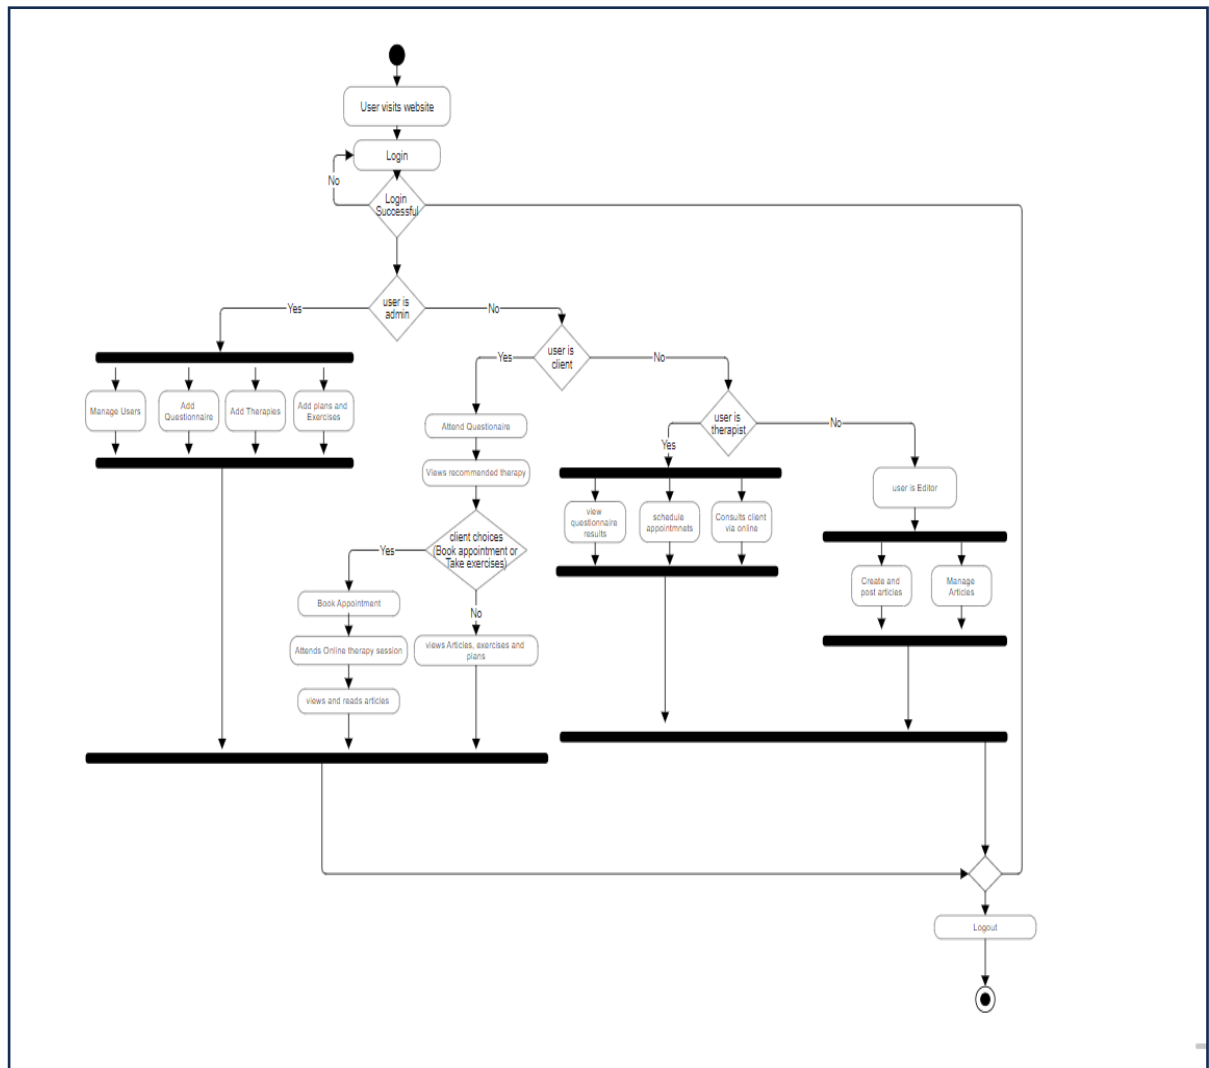 User visits website
Login
No
Login
Successful
user is
admin
Yes
No
user is
client
Yes
No
Manage Users
Add
Questionnaire
Add Therapies
Add plans and
Exercises
Attend Questionaire
user is
therapist
Yes
No
Views recommended therapy
user is Editor
view
questionnaire
results
schedule
appointmnets
Consults client
via online
client choices
(Book appointment or
Take exercises)
Yes
No
Create and
post articles
Manage
Articles
Book Appointment
Attends Online therapy session
views Articles, exercises and
plans
views and reads articles
Logout